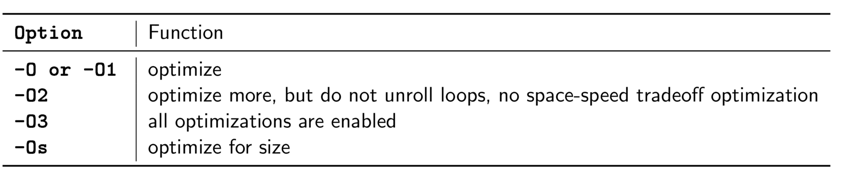 Option Function
-O or -O1 optimize
-O2 optimize more, but do not unroll loops, no space-speed tradeoff optimization
-O3 all optimizations are enabled
-Os optimize for size